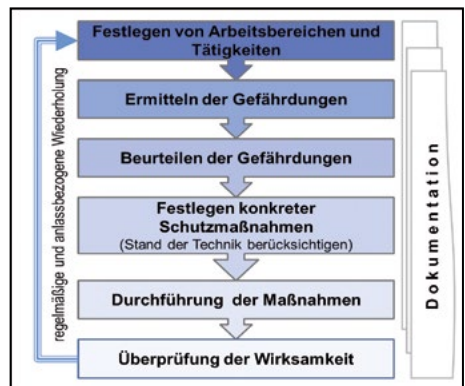 Festlegen von Arbeitsbereichen und
Tätigkeiten
Ermitteln der Gefährdungen
Beurteilen der Gefährdungen
Festlegen konkreter
Schutzmaßnahmen
(Stand der Technik berücksichtigen)
Durchführung der Maßnahmen
Überprüfung der Wirksamkeit
regelmäßige und anlassbezogene Wiederholung
Dokumentation